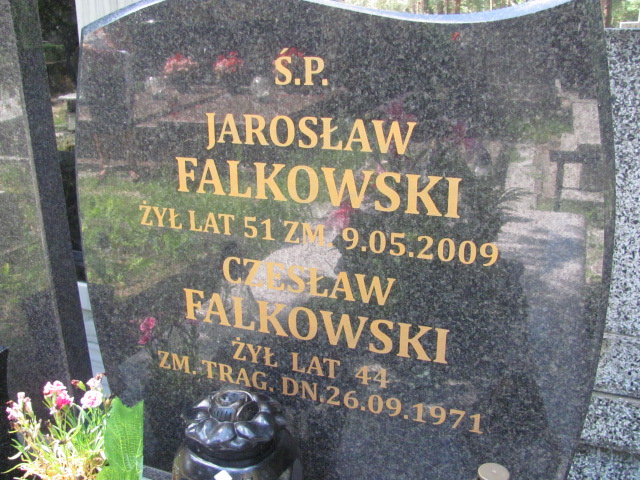 Ś.P.
JAROSŁAW
FALKOWSKI
ŻYŁ LAT 51 ZM. 9.05.2009
CZESŁAW
FALKOWSKI
ŻYŁ LAT 44
ZM. TRAG. DN.26.09.1971